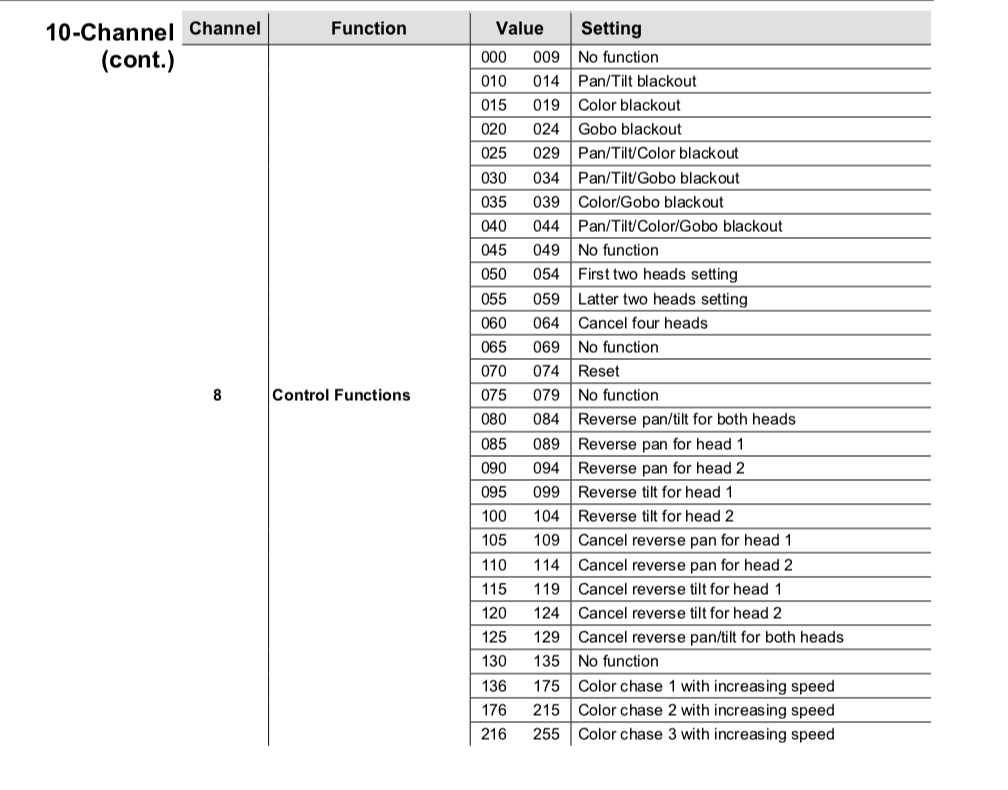 10-Channel (cont.)
Channel Function Value Setting
000 009 No function
010 014 Pan/Tilt blackout
015 019 Color blackout
020 024 Gobo blackout
025 029 Pan/Tilt/Color blackout
030 034 Pan/Tilt/Gobo blackout
035 039 Color/Gobo blackout
040 044 Pan/Tilt/Color/Gobo blackout
045 049 No function
050 054 First two heads setting
055 059 Latter two heads setting
060 064 Cancel four heads
065 069 No function
070 074 Reset
8 Control Functions 075 079 No function
080 084 Reverse pan/tilt for both heads
085 089 Reverse pan for head 1
090 094 Reverse pan for head 2
095 099 Reverse tilt for head 1
100 104 Reverse tilt for head 2
105 109 Cancel reverse pan for head 1
110 114 Cancel reverse pan for head 2
115 119 Cancel reverse tilt for head 1
120 124 Cancel reverse tilt for head 2
125 129 Cancel reverse pan/tilt for both heads
130 135 No function
136 175 Color chase 1 with increasing speed
176 215 Color chase 2 with increasing speed
216 255 Color chase 3 with increasing speed